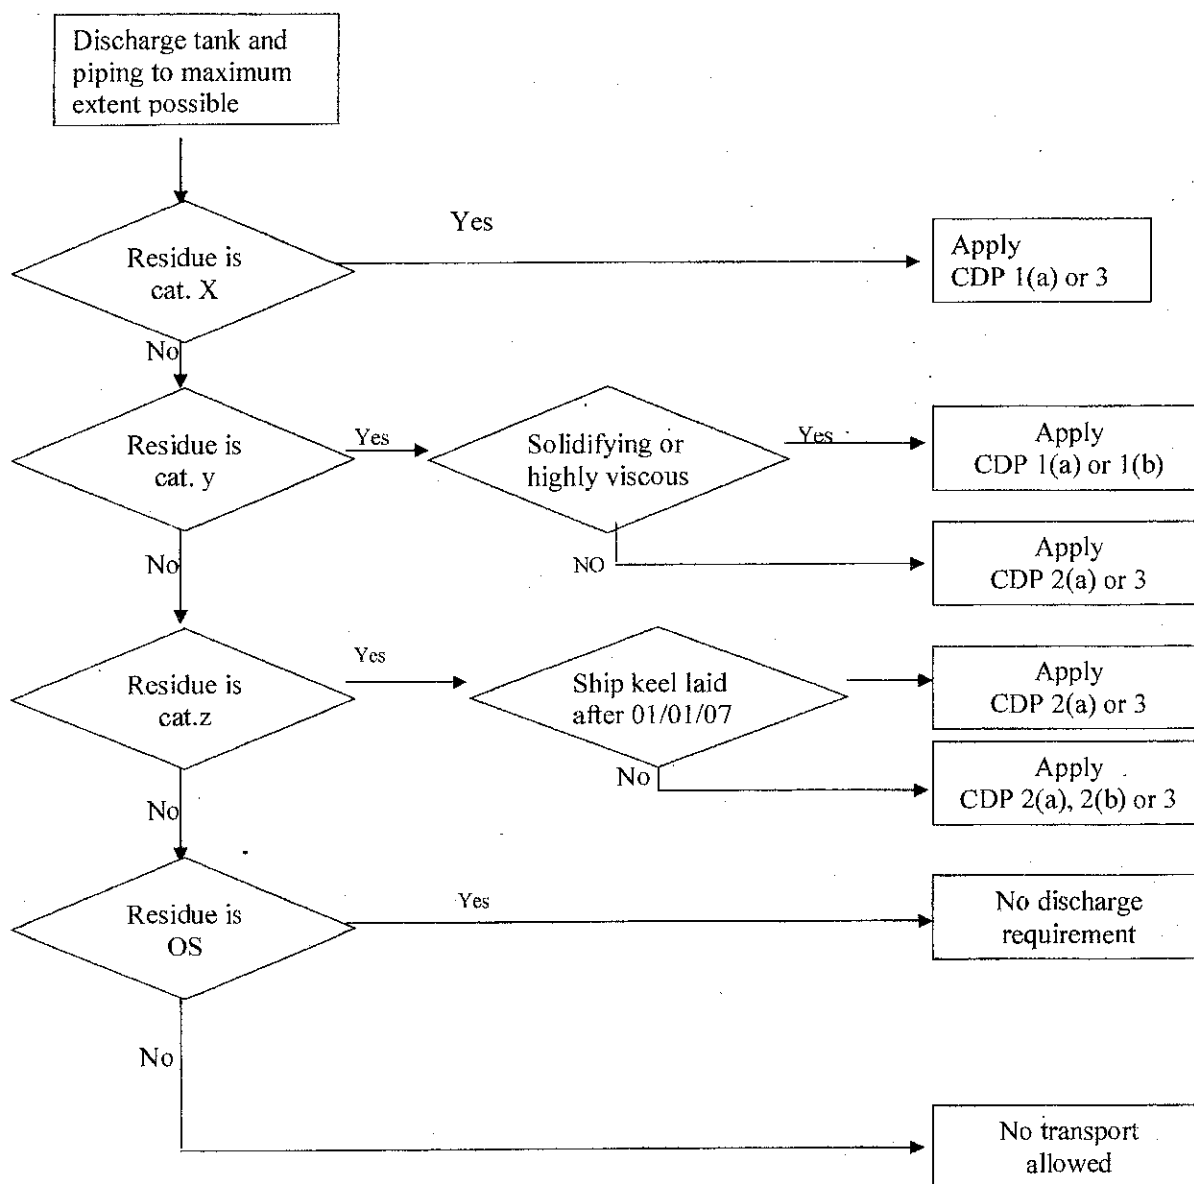 Discharge tank and
piping to maximum
extent possible
Yes
Residue is
cat. X
Apply
CDP 1(a) or 3
No
Residue is
cat. y
Yes
Solidifying or
highly viscous
Yes
Apply
CDP 1(a) or 1(b)
No
NO
Apply
CDP 2(a) or 3
Residue is
cat.z
Yes
Ship keel laid
after 01/01/07
Apply
CDP 2(a) or 3
No
No
Apply
CDP 2(a), 2(b) or 3
Residue is
OS
Yes
No discharge
requirement
No
No transport
allowed